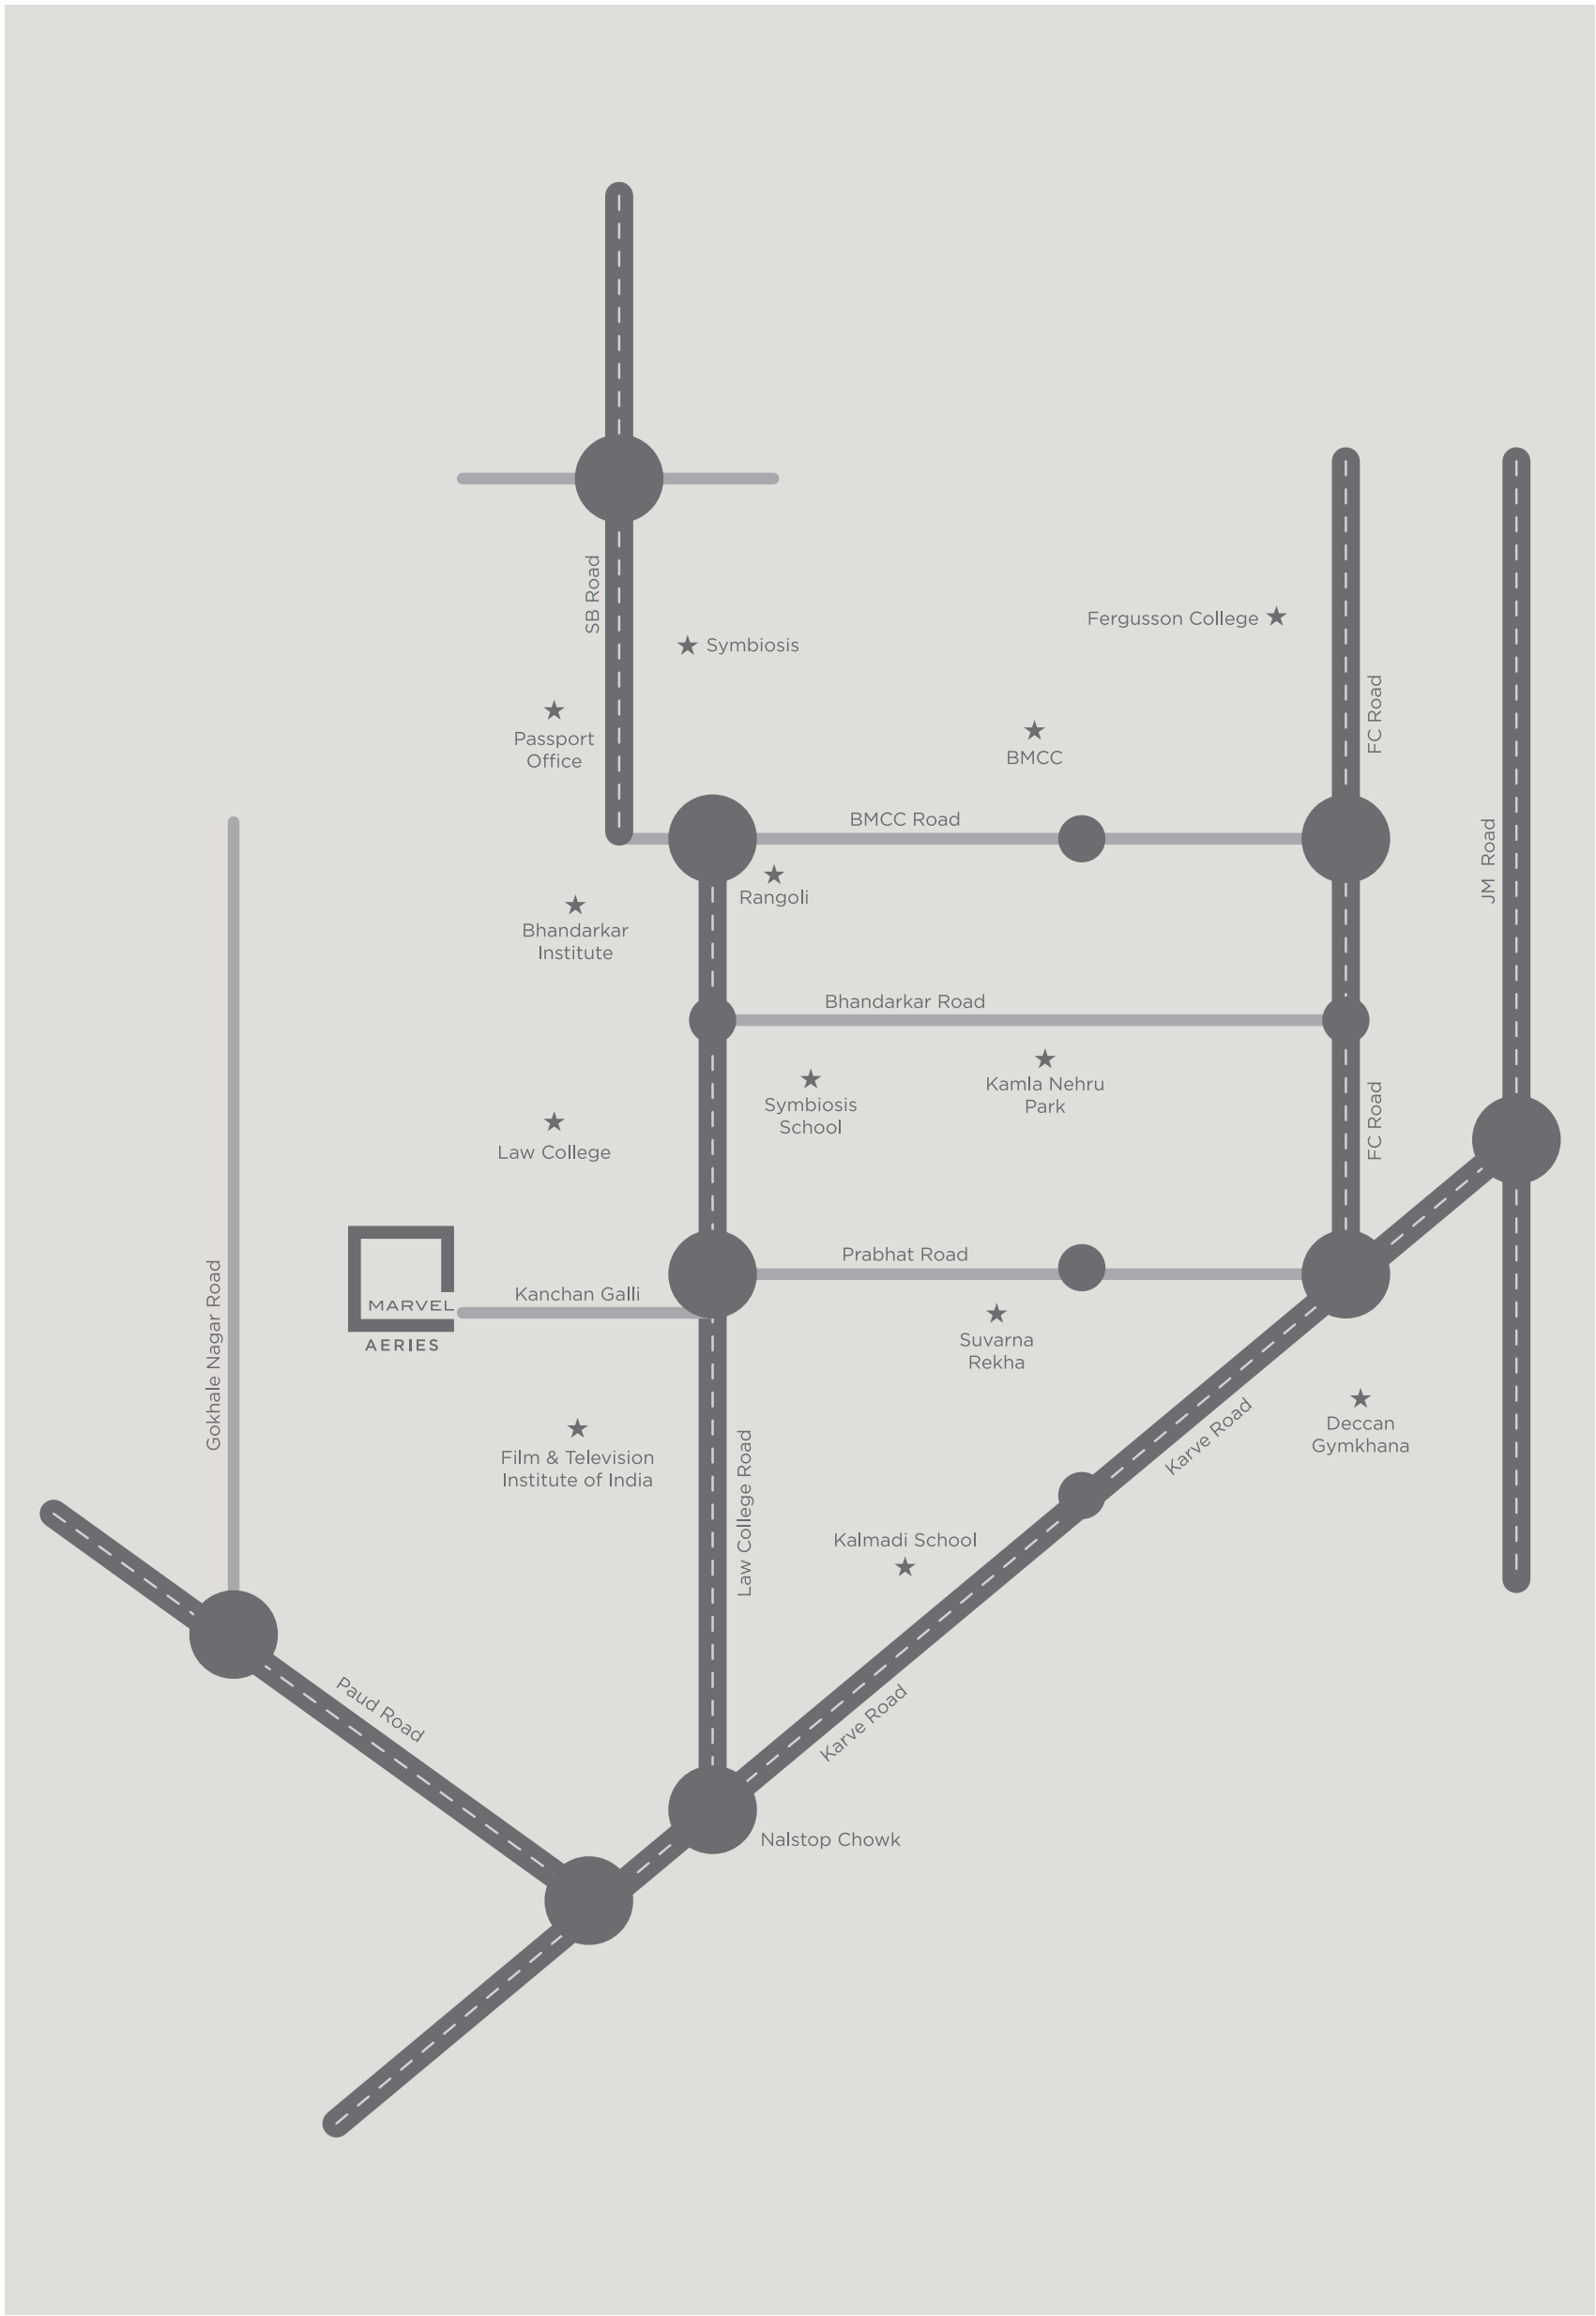 SB Road
Fergusson College
Symbiosis
FC Road
Passport
Office
BMCC
BMCC Road
JM Road
Rangoli
Bhandarkar
Institute
Bhandarkar Road
Kamla Nehru
Park
Symbiosis
School
FC Road
Law College
Prabhat Road
Kanchan Galli
MARVEL
AERIES
Gokhale Nagar Road
Suvarna
Rekha
Deccan
Gymkhana
Karve Road
Film & Television
Institute of India
Law College Road
Kalmadi School
Paud Road
Karve Road
Nalstop Chowk